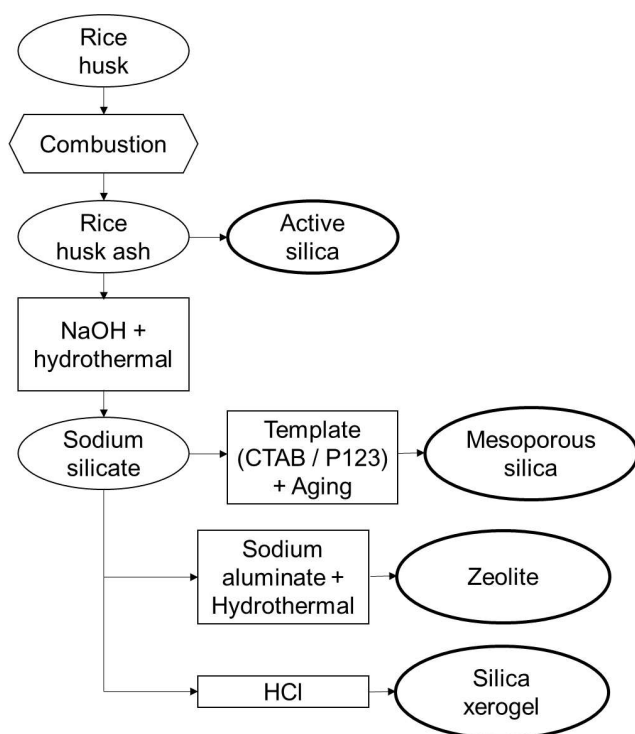 Rice
husk
Combustion
Rice
husk ash
Active
silica
NaOH +
hydrothermal
Sodium
silicate
Template
(CTAB / P123)
+ Aging
Mesoporous
silica
Sodium
aluminate +
Hydrothermal
Zeolite
HCl
Silica
xerogel